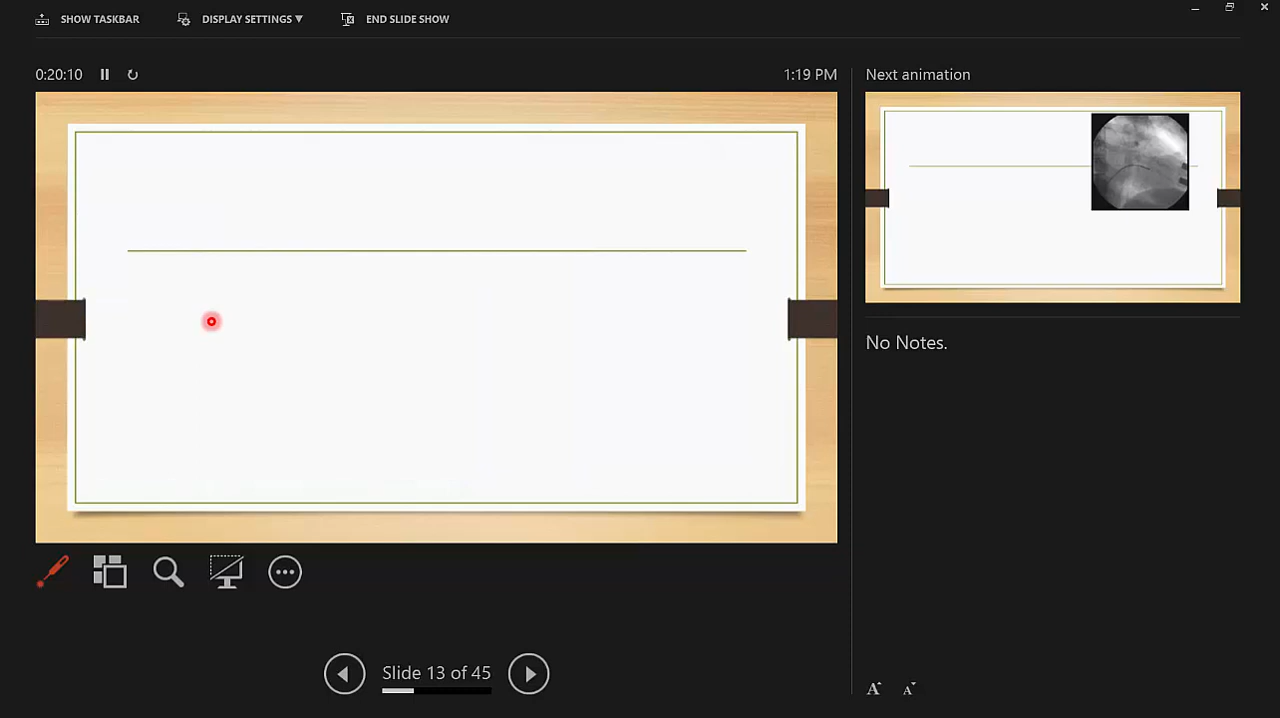 SHOW TASKBAR
DISPLAY SETTINGS ▼
END SLIDE SHOW
0:20:10
1:19 PM
Next animation
No Notes.
Slide 13 of 45
A A